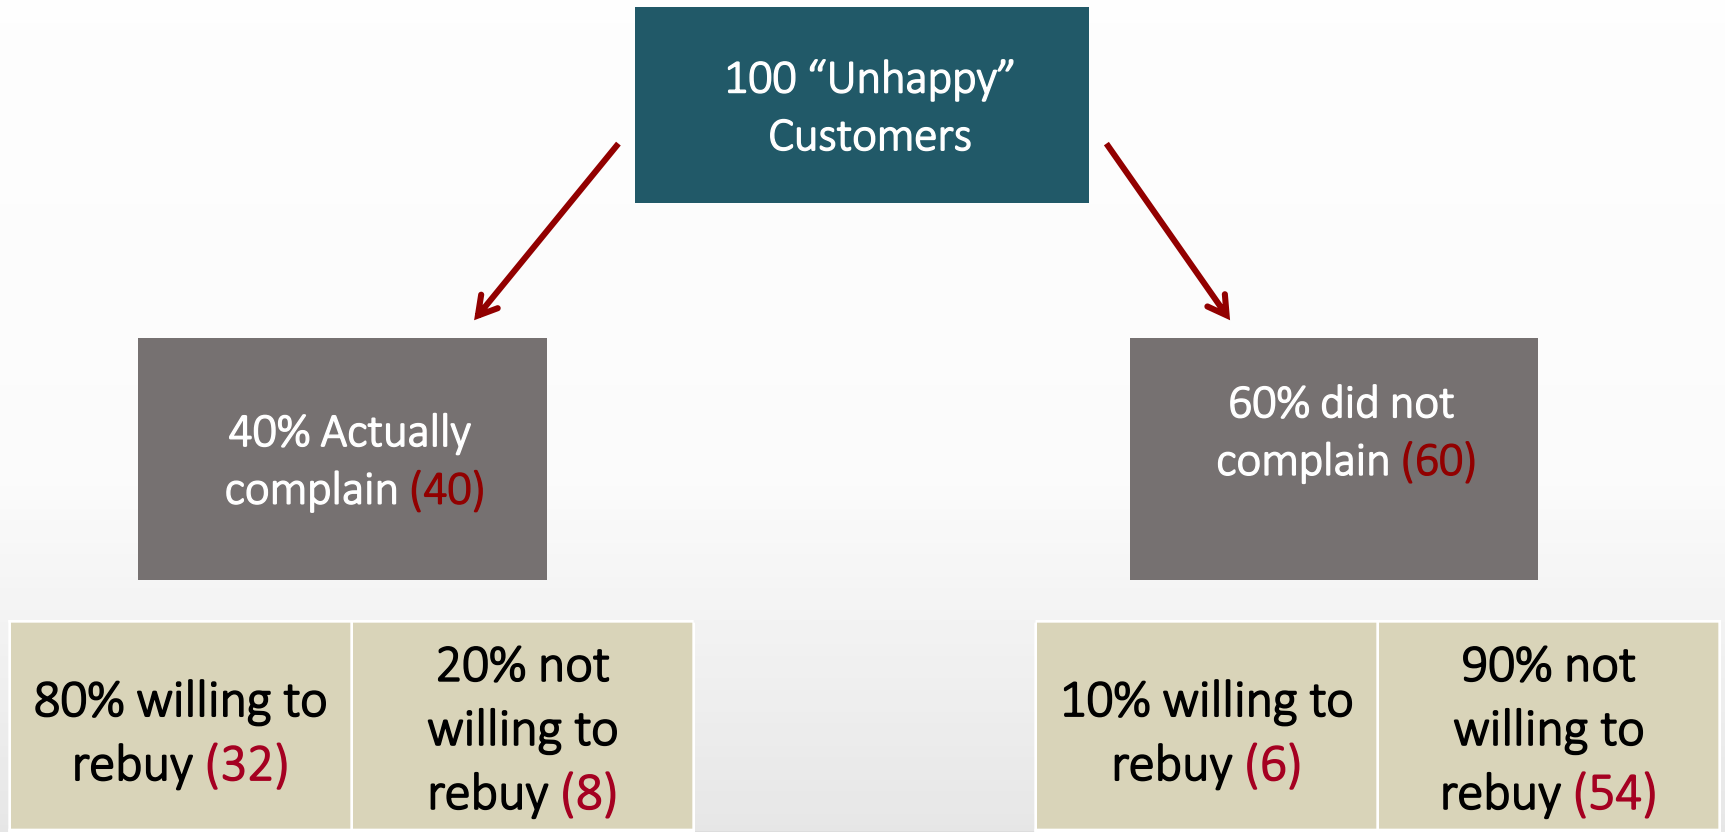 100 “Unhappy”
Customers
40% Actually
complain (40)
60% did not
complain (60)
80% willing to
rebuy (32)
20% not
willing to
rebuy (8)
10% willing to
rebuy (6)
90% not
willing to
rebuy (54)